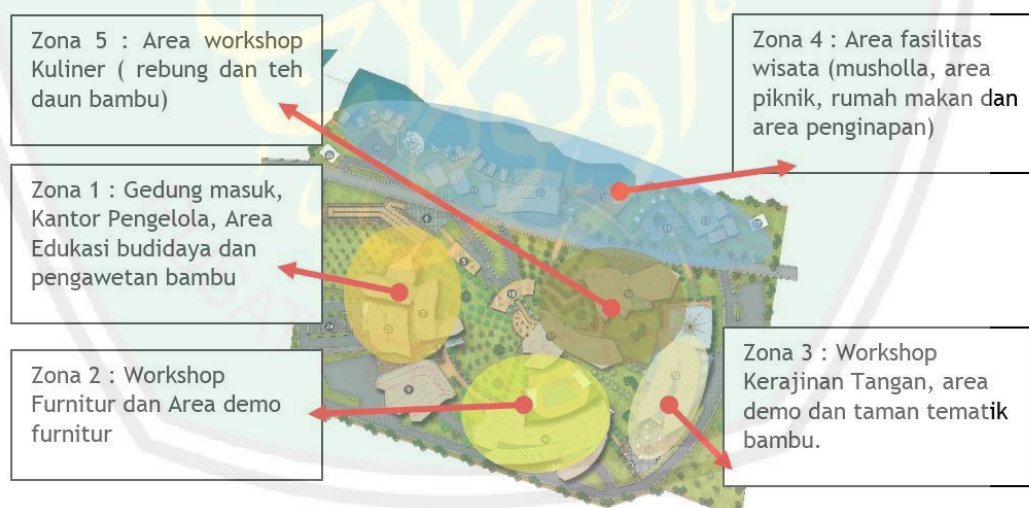 Zona 5 : Area workshop
Kuliner ( rebung dan teh
daun bambu)
Zona 4 : Area fasilitas
wisata (musholla, area
piknik, rumah makan dan
area penginapan)
Zona 1 : Gedung masuk,
Kantor Pengelola, Area
Edukasi budidaya dan
pengawetan bambu
Zona 2 : Workshop
Furnitur dan Area demo
furnitur
Zona 3 : Workshop
Kerajinan Tangan, area
demo dan taman tematik
bambu.